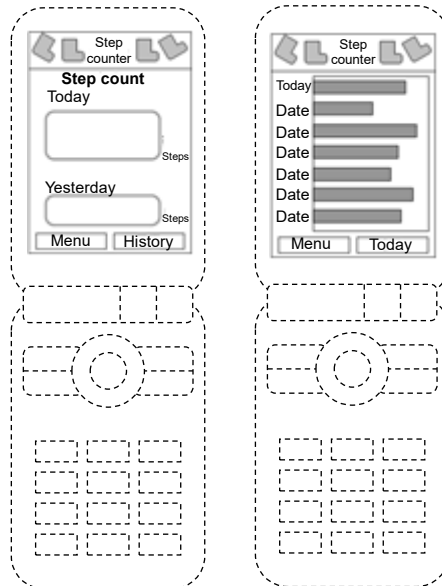 Step
counter
Step count
Today
Steps
Yesterday
Steps
Menu History
Step
counter
Today
Date
Date
Date
Date
Date
Date
Menu Today